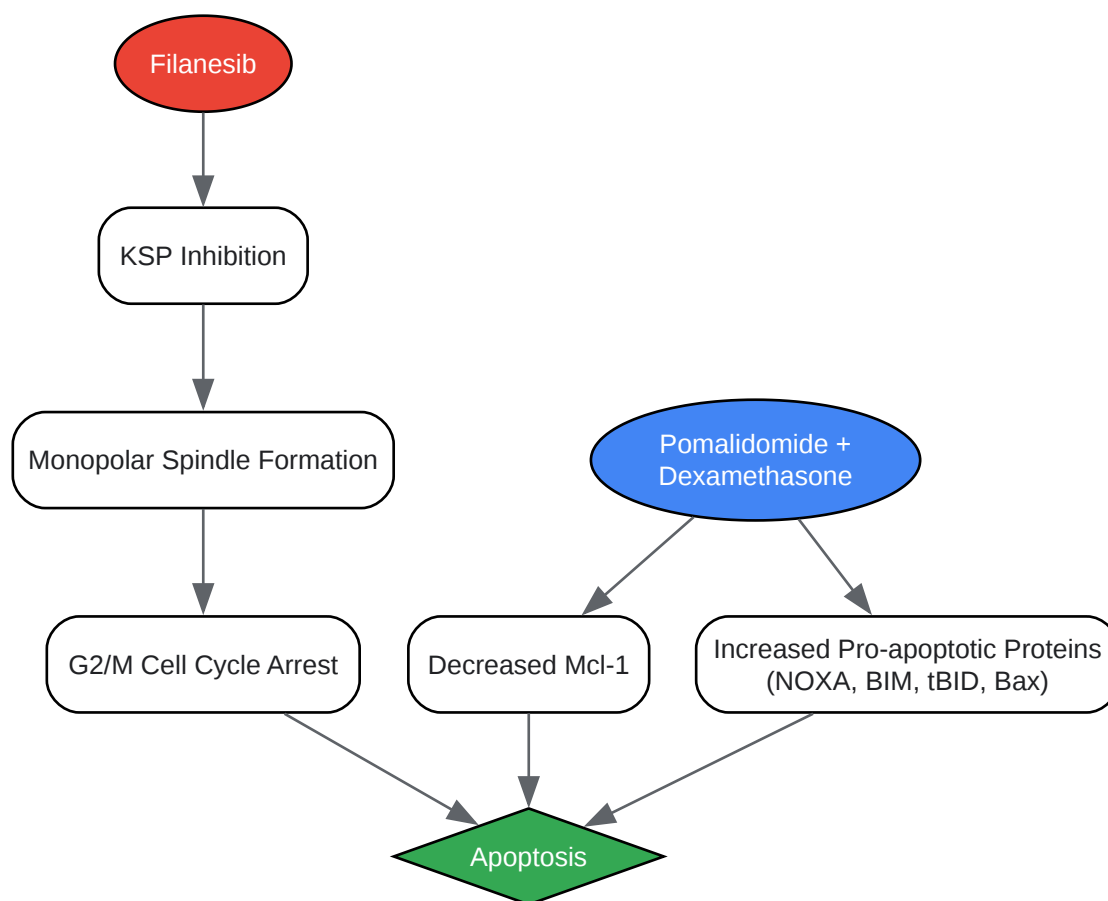 Filanesib
KSP Inhibition
Monopolar Spindle Formation
Pomalidomide +
Dexamethasone
G2/M Cell Cycle Arrest
Decreased Mcl-1
Increased Pro-apoptotic Proteins
(NOXA, BIM, tBID, Bax)
Apoptosis